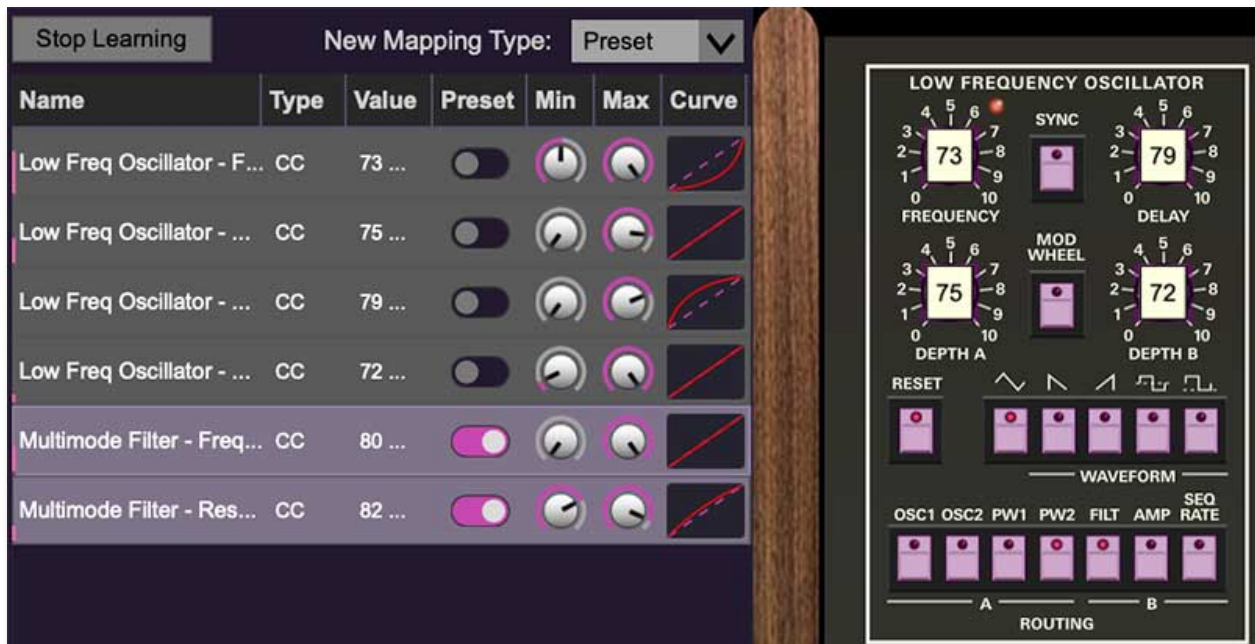 Stop Learning New Mapping Type: Preset
Name Type Value Preset Min Max Curve
Low Freq Oscillator - F... CC 73 ...
Low Freq Oscillator - ... CC 75 ...
Low Freq Oscillator - ... CC 79 ...
Low Freq Oscillator - ... CC 72 ...
Multimode Filter - Freq... CC 80 ...
Multimode Filter - Res... CC 82 ...
LOW FREQUENCY OSCILLATOR
0 1 2 3 4 5 6 7 8 9 10
73
FREQUENCY
SYNC
0 1 2 3 4 5 6 7 8 9 10
79
DELAY
0 1 2 3 4 5 6 7 8 9 10
75
DEPTH A
MOD
WHEEL
0 1 2 3 4 5 6 7 8 9 10
72
DEPTH B
RESET
WAVEFORM
OSC1 OSC2 PW1 PW2 FILT AMP SEQ
RATE
A B
ROUTING